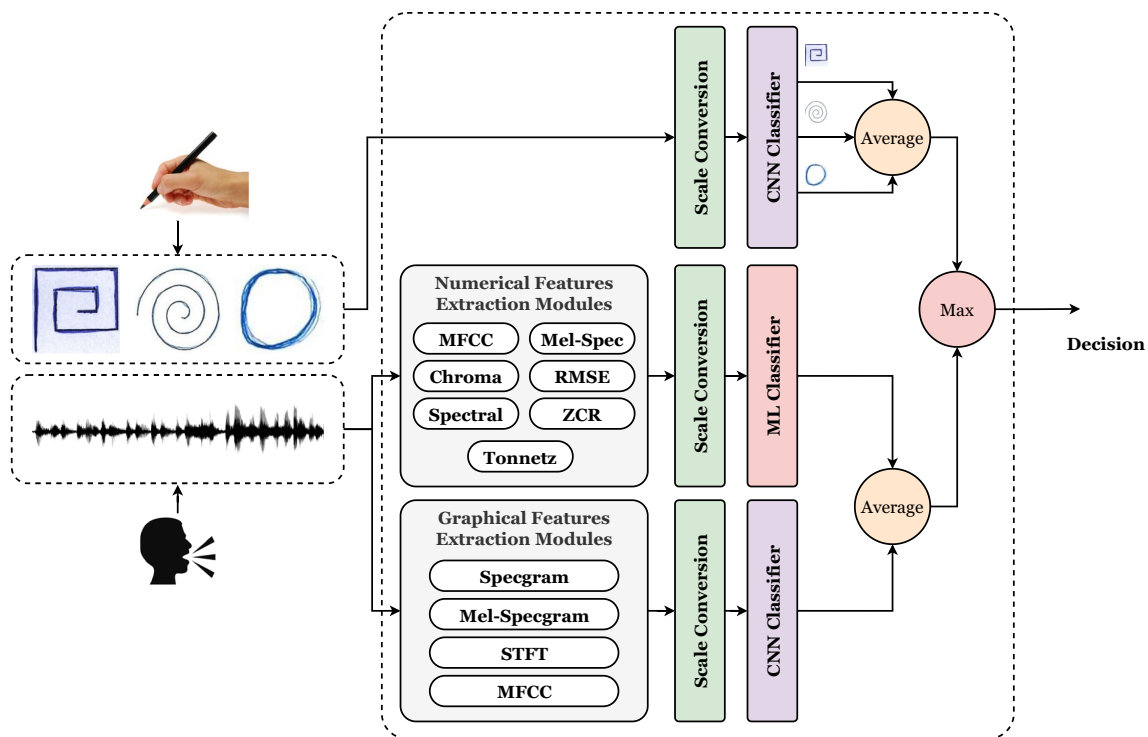 Scale Conversion
CNN Classifier
Average
Numerical Features
Extraction Modules
MFCC
Mel-Spec
Chroma
RMSE
Spectral
ZCR
Tonnetz
Scale Conversion
ML Classifier
Max
Decision
Graphical Features
Extraction Modules
Specgram
Mel-Specgram
STFT
MFCC
Scale Conversion
CNN Classifier
Average